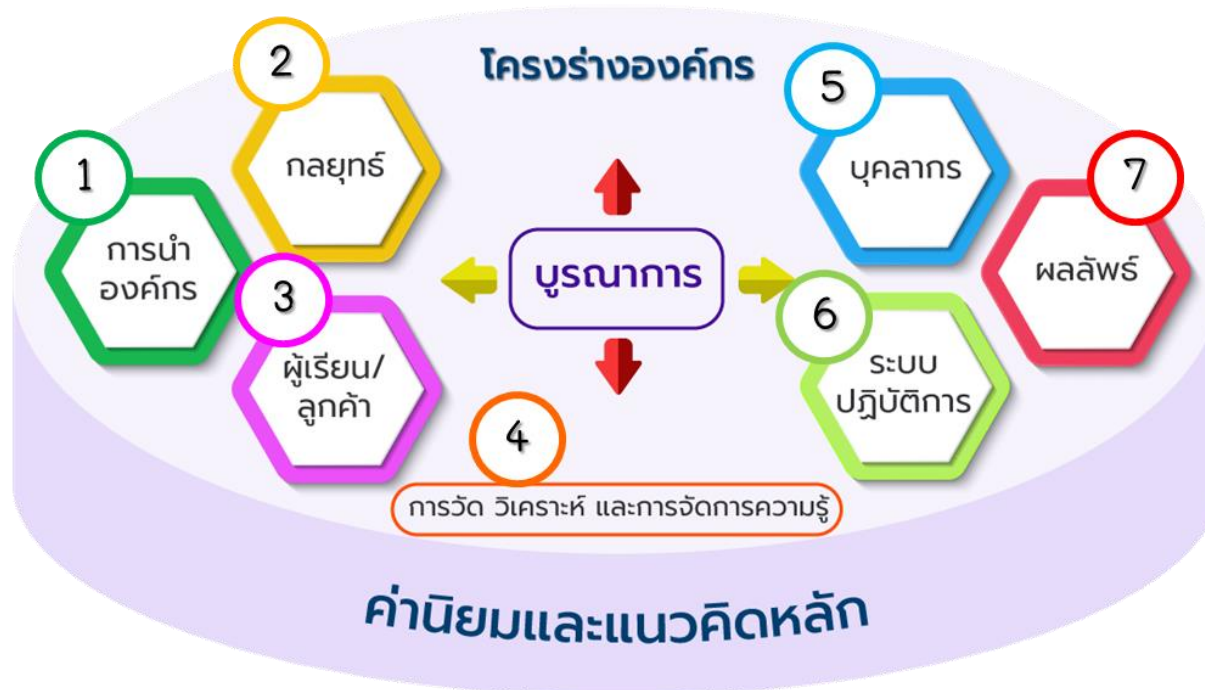 โครงร่างองค์กร
1
การนำ
องค์กร
2
กลยุทธ์
3
ผู้เรียน/
ลูกค้า
บูรณาการ
4
การวัด วิเคราะห์ และการจัดการความรู้
5
บุคลากร
6
ระบบ
ปฏิบัติการ
7
ผลลัพธ์
ค่านิยมและแนวคิดหลัก